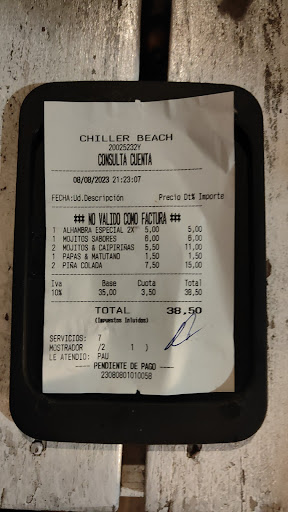 CHILLER BEACH
20025232Y
CONSULTA CUENTA
08/08/2023 21:23:07
FECHA:Ud.Descripción Precio Dt% Importe
### NO VALIDO COMO FACTURA ###
1 ALHAMBRA ESPECIAL 2X 5,00 5,00
1 MOJITOS SABORES 6,00 6,00
2 MOJITOS & CAIPIRIÑAS 5,50 11,00
1 PAPAS & MATUTANO 1,50 1,50
2 PIÑA COLADA 7,50 15,00
Iva Base Cuota Total
10% 35,00 3,50 38,50
TOTAL 38,50
(Impuestos Incluidos)
SERVICIOS: 7
MOSTRADOR /2 1 )
LE ATENDIO: PAU
---- PENDIENTE DE PAGO ----
23080801010058